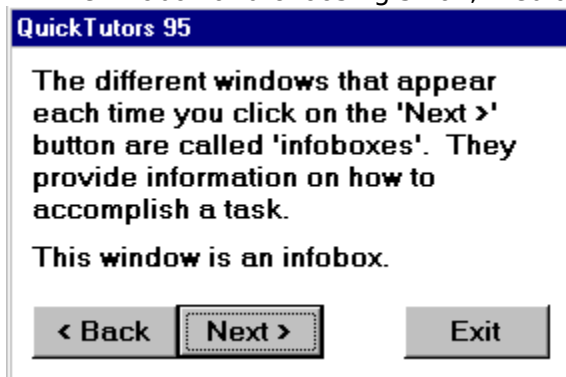 QuickTutors 95
The different windows that appear
each time you click on the 'Next >'
button are called 'infoboxes'.  They
provide information on how to
accomplish a task.
This window is an infobox.
< Back Next > Exit